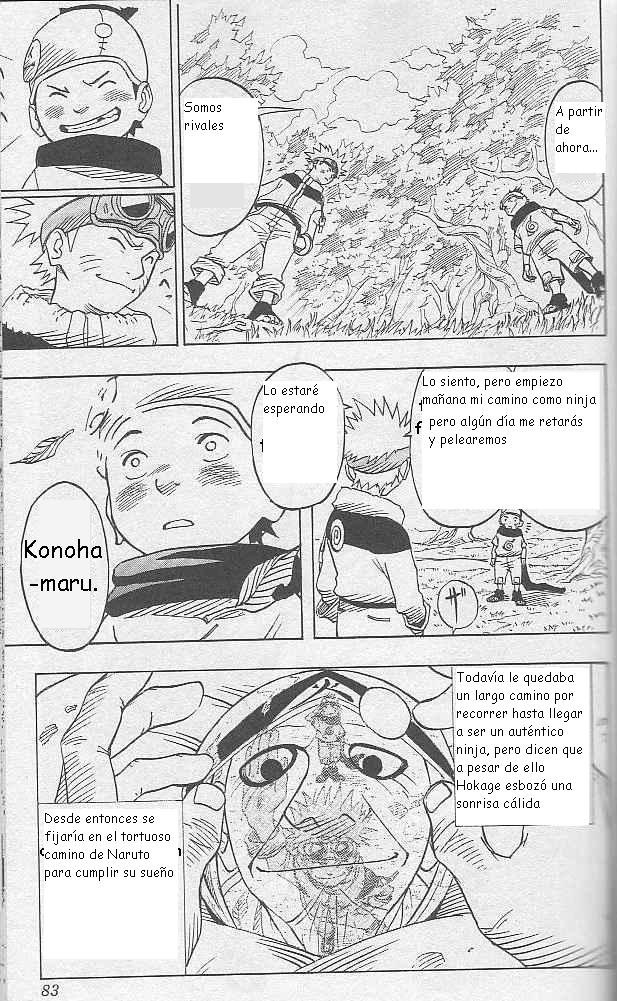 A partir
de
ahora...
Somos
rivales
Lo siento, pero empiezo
mañana mi camino como ninja
pero algún día me retarás
y pelearemos
Lo estaré
esperando
Konoha
-maru.
Todavía le quedaba
un largo camino por
recorrer hasta llegar
a ser un auténtico
ninja, pero dicen que
a pesar de ello
Hokage esbozó una
sonrisa cálida
Desde entonces se
fijaría en el tortuoso
camino de Naruto
para cumplir su sueño
83